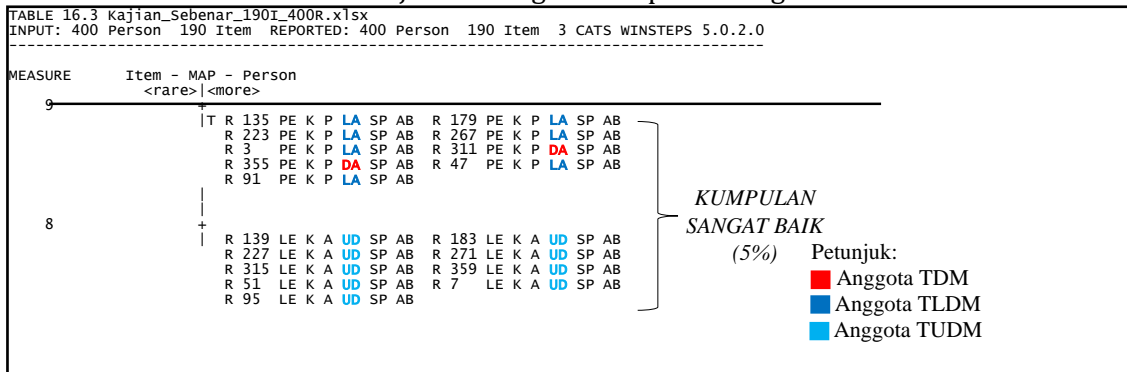 TABLE 16.3 Kajian_Sebenar_190I_400R.xlsx
INPUT: 400 Person 190 Item REPORTED: 400 Person 190 Item 3 CATS WINSTEPS 5.0.2.0
--------------------------------------------------------------------------------
MEASURE Item - MAP - Person
<rare>|<more>
9 +
|T R 135 PE K P LA SP AB R 179 PE K P LA SP AB
R 223 PE K P LA SP AB R 267 PE K P LA SP AB
R 3 PE K P LA SP AB R 311 PE K P DA SP AB
R 355 PE K P DA SP AB R 47 PE K P LA SP AB
R 91 PE K P LA SP AB
|
|
8 +
| R 139 LE K A UD SP AB R 183 LE K A UD SP AB
R 227 LE K A UD SP AB R 271 LE K A UD SP AB
R 315 LE K A UD SP AB R 359 LE K A UD SP AB
R 51 LE K A UD SP AB R 7 LE K A UD SP AB
R 95 LE K A UD SP AB
KUMPULAN
SANGAT BAIK
(5%)
Petunjuk:
Anggota TDM
Anggota TLDM
Anggota TUDM